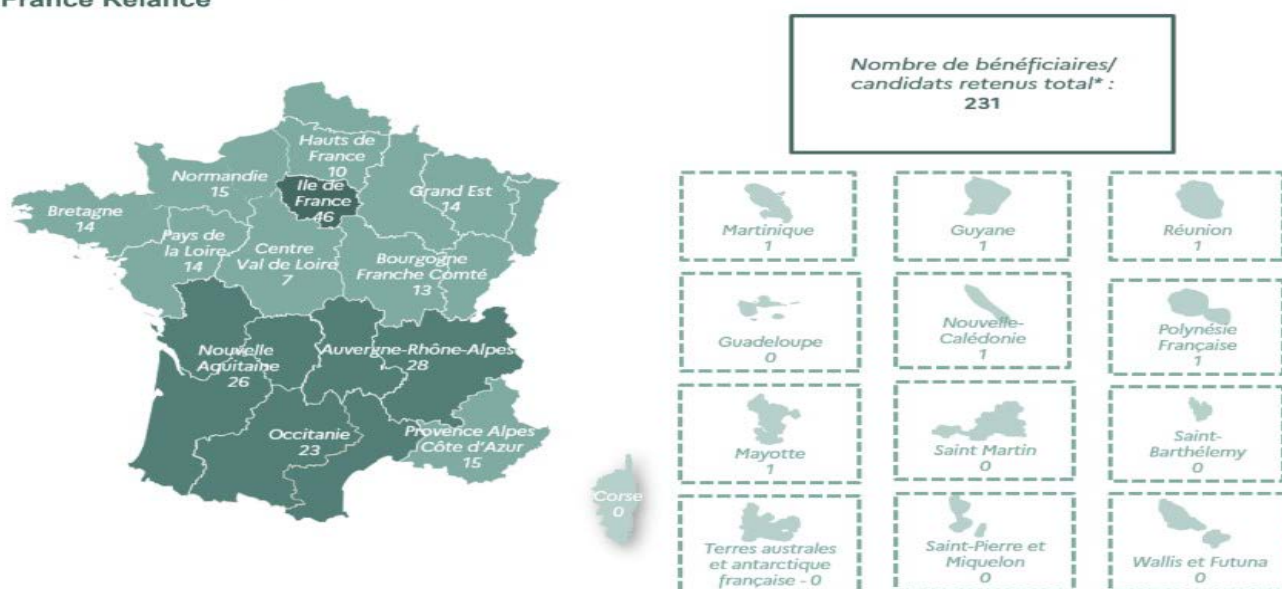 France Relance
Nombre de bénéficiaires/
candidats retenus total* :
231
Hauts de
France
10
Normandie
15
Ile de
France
46
Grand Est
14
Bretagne
14
Pays de
la Loire
14
Centre
Val de Loire
7
Bourgogne
Franche Comté
13
Nouvelle
Aquitaine
26
Auvergne-Rhône-Alpes
28
Occitanie
23
Provence Alpes
Côte d'Azur
15
Corse
0
Martinique
1
Guyane
1
Réunion
1
Guadeloupe
0
Nouvelle-
Calédonie
1
Polynésie
Française
1
Mayotte
1
Saint Martin
0
Saint-
Barthélemy
0
Terres australes
et antarctique
française - 0
Saint-Pierre et
Miquelon
0
Wallis et Futuna
0